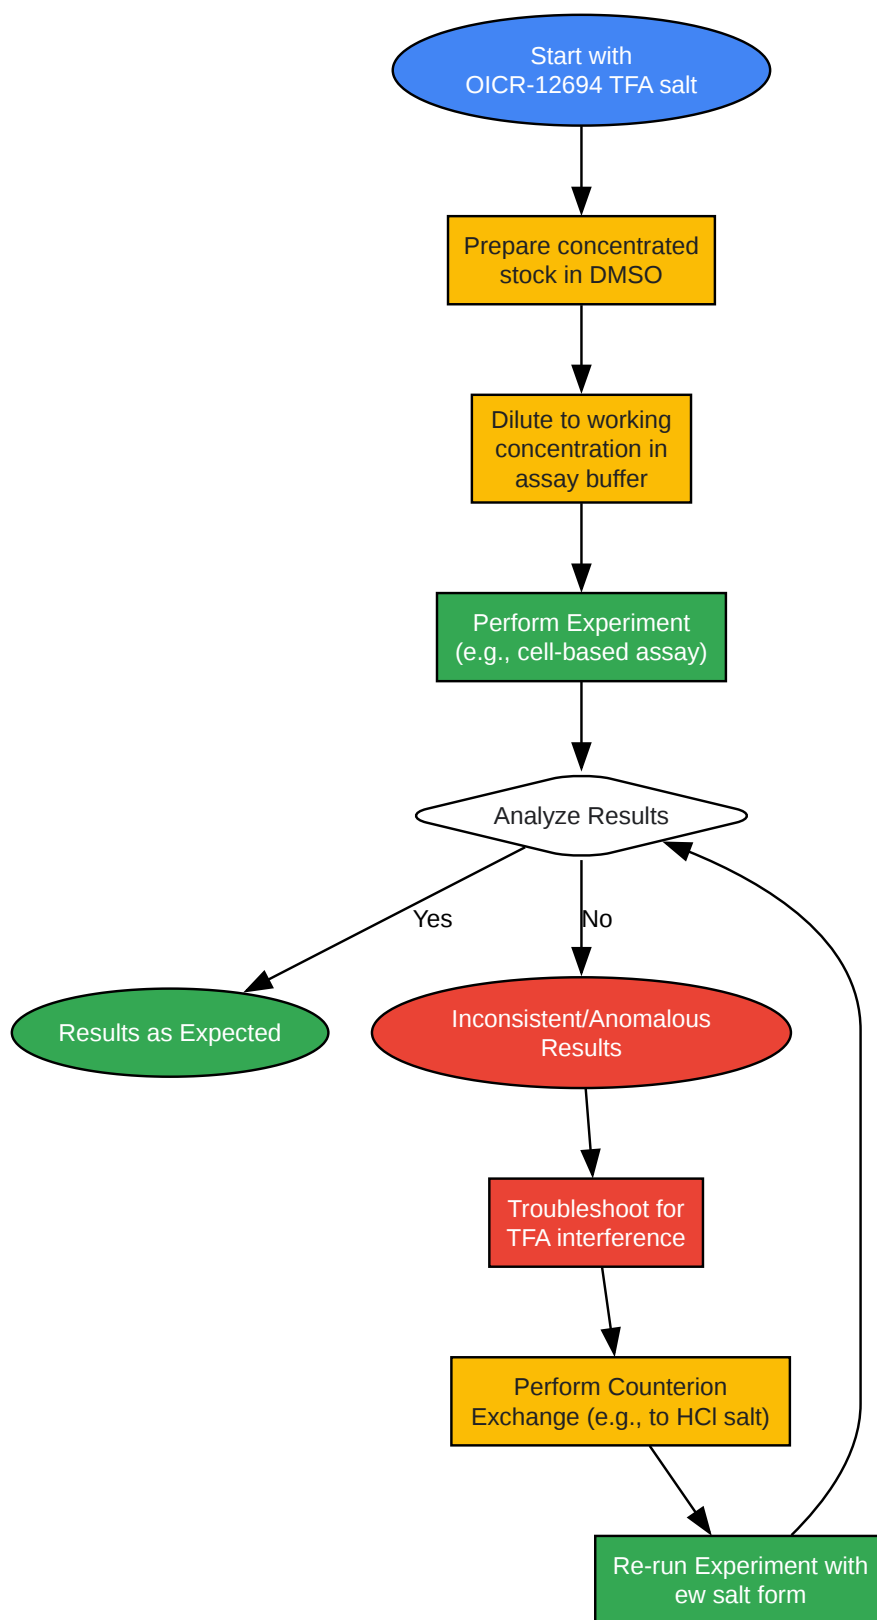 Start with
OICR-12694 TFA salt
Prepare concentrated
stock in DMSO
Dilute to working
concentration in
assay buffer
Perform Experiment
(e.g., cell-based assay)
Analyze Results
Yes
No
Results as Expected
Inconsistent/Anomalous
Results
Troubleshoot for
TFA interference
Perform Counterion
Exchange (e.g., to HCl salt)
Re-run Experiment with
ew salt form